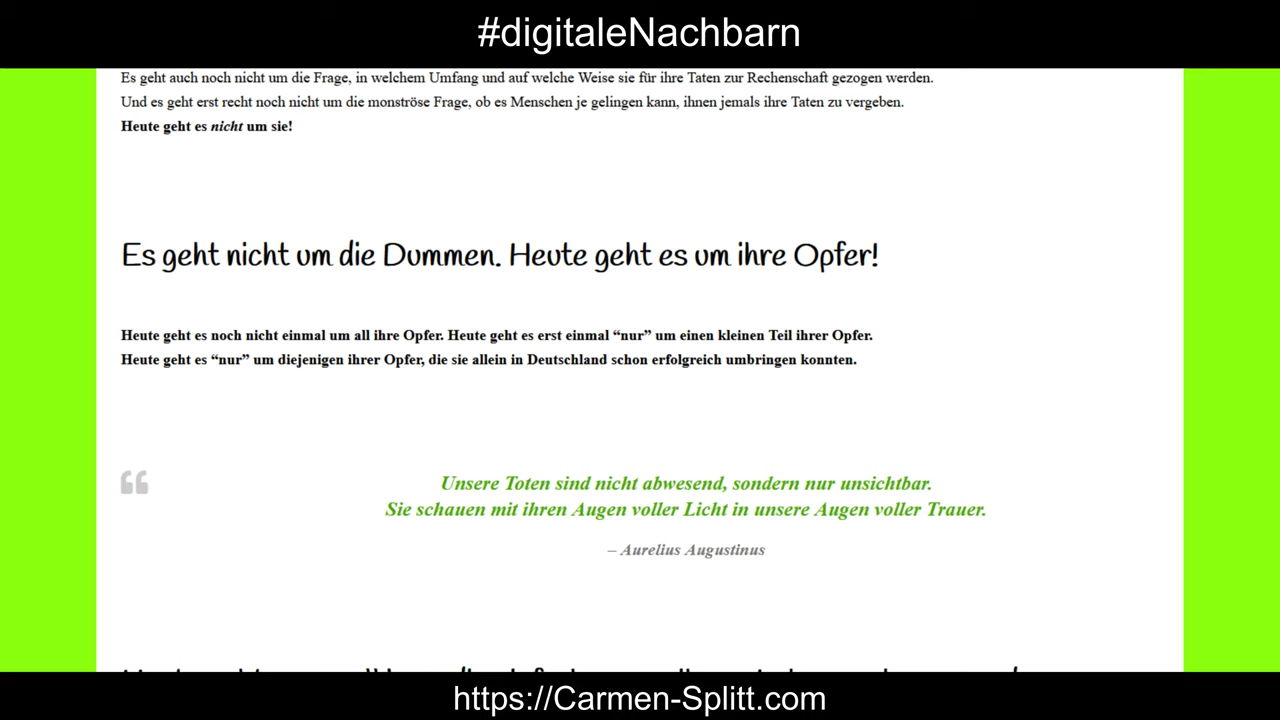 #digitaleNachbarn
Es geht auch noch nicht um die Frage, in welchem Umfang und auf welche Weise sie für ihre Taten zur Rechenschaft gezogen werden.
Und es geht erst recht noch nicht um die monströse Frage, ob es Menschen je gelingen kann, ihnen jemals ihre Taten zu vergeben.
Heute geht es nicht um sie!
Es geht nicht um die Dummen. Heute geht es um ihre Opfer!
Heute geht es noch nicht einmal um all ihre Opfer. Heute geht es erst einmal “nur” um einen kleinen Teil ihrer Opfer.
Heute geht es “nur” um diejenigen ihrer Opfer, die sie allein in Deutschland schon erfolgreich umbringen konnten.
Unsere Toten sind nicht abwesend, sondern nur unsichtbar.
Sie schauen mit ihren Augen voller Licht in unsere Augen voller Trauer.
– Aurelius Augustinus
https://Carmen-Splitt.com